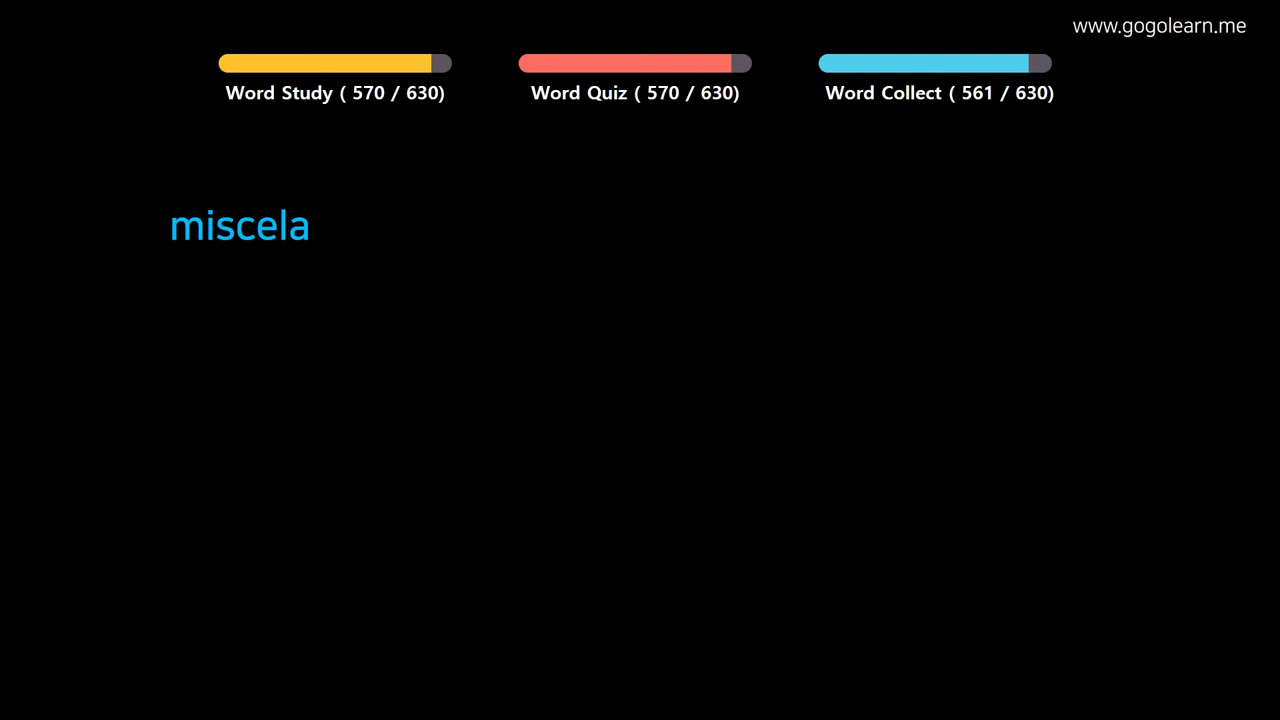 www.gogolearn.me
Word Study ( 570 / 630)
Word Quiz ( 570 / 630)
Word Collect ( 561 / 630)
miscela